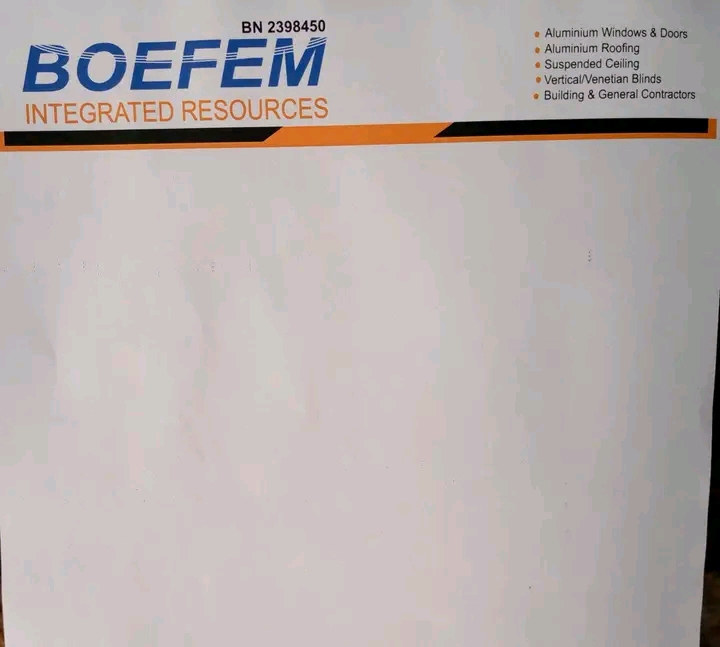 BN 2398450
BOEFEM
INTEGRATED RESOURCES
• Aluminium Windows & Doors
• Aluminium Roofing
• Suspended Ceiling
• Vertical/Venetian Blinds
• Building & General Contractors